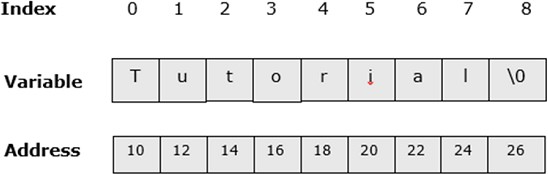 Index 0 1 2 3 4 5 6 7 8
Variable T u t o r i a l \0
Address 10 12 14 16 18 20 22 24 26